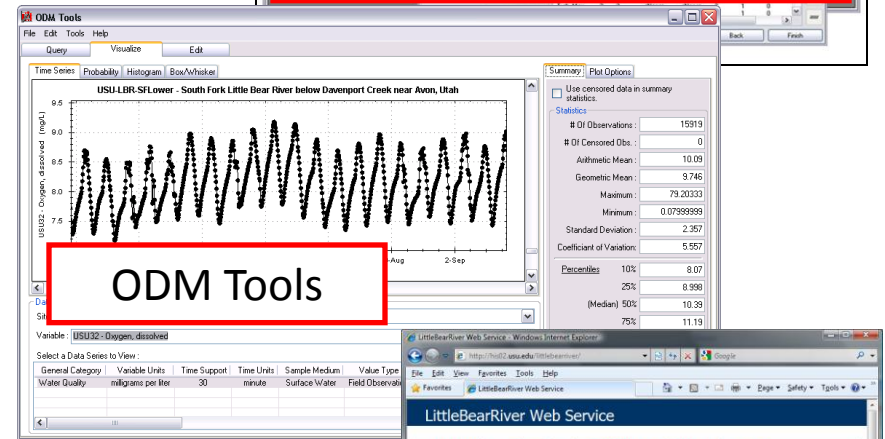 ODM Tools
File Edit Tools Help
Back Finish
Query Visualize Edit
Time Series Probability Histogram Box/Whisker
Summary Plot Options
USU-LBR-SFLower - South Fork Little Bear River below Davenport Creek near Avon, Utah
USU32 - Oxygen, dissolved (mg/L)
9.5
9.0
8.5
8.0
7.5
-Aug 2-Sep
Use censored data in summary
statistics.
Statistics
# Of Observations : 15919
# Of Censored Obs. : 0
Arithmetic Mean : 10.09
Geometric Mean : 9.746
Maximum : 79.20333
Minimum : 0.07999999
Standard Deviation : 2.357
Coefficiant of Variation: 5.557
Percentiles 10% 8.07
25% 8.998
(Median) 50% 10.39
75% 11.19
ODM Tools
Variable : USU32 - Oxygen, dissolved
Select a Data Series to View :
General Category Variable Units Time Support Time Units Sample Medium Value Type
Water Quality milligrams per liter 30 minute Surface Water Field Observati
LittleBearRiver Web Service - Windows Internet Explorer
http://his02.usu.edu/littlebearriver/
Google
File Edit View Favorites Tools Help
Favorites LittleBearRiver Web Service
Page Safety Tools
LittleBearRiver Web Service